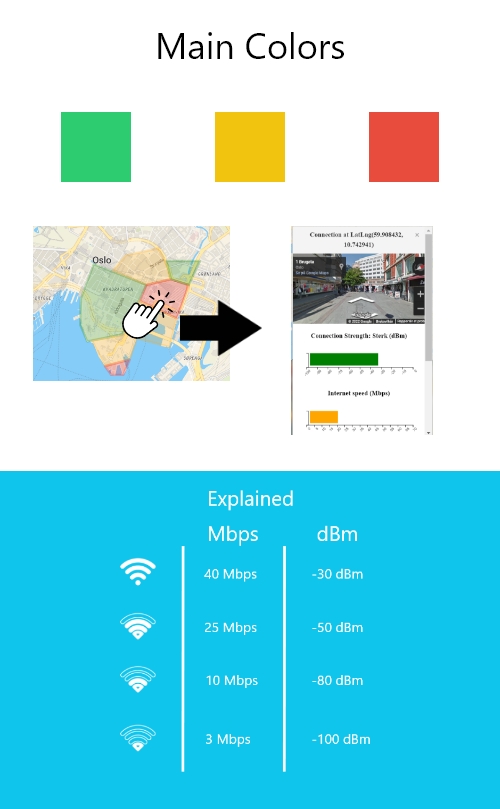 Main Colors
Oslo
Connection at LatLng(59.908432,
10.742941)
×
Google
Connection Strength: Sterk (dBm)
Internet speed (Mbps)
Explained
Mbps dBm
40 Mbps -30 dBm
25 Mbps -50 dBm
10 Mbps -80 dBm
3 Mbps -100 dBm